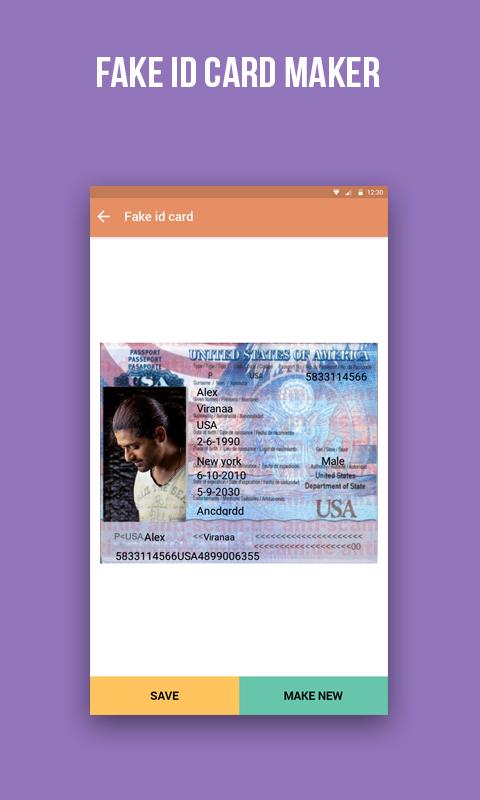 FAKE ID CARD MAKER
12:30
Fake id card
PASSPORT
PASSEPORT
PASAPORTE
USA
UNITED STATES OF AMERICA
P
USA
5833114566
Alex
Viranaa
USA
2-6-1990
New york
Male
6-10-2010
United States
5-9-2030
Department of State
Ancdqrdd
USA
P<USA Alex <<Viranaa <<<<<<<<<<<<<<<<<<<<
5833114566USA4899006355
SAVE
MAKE NEW